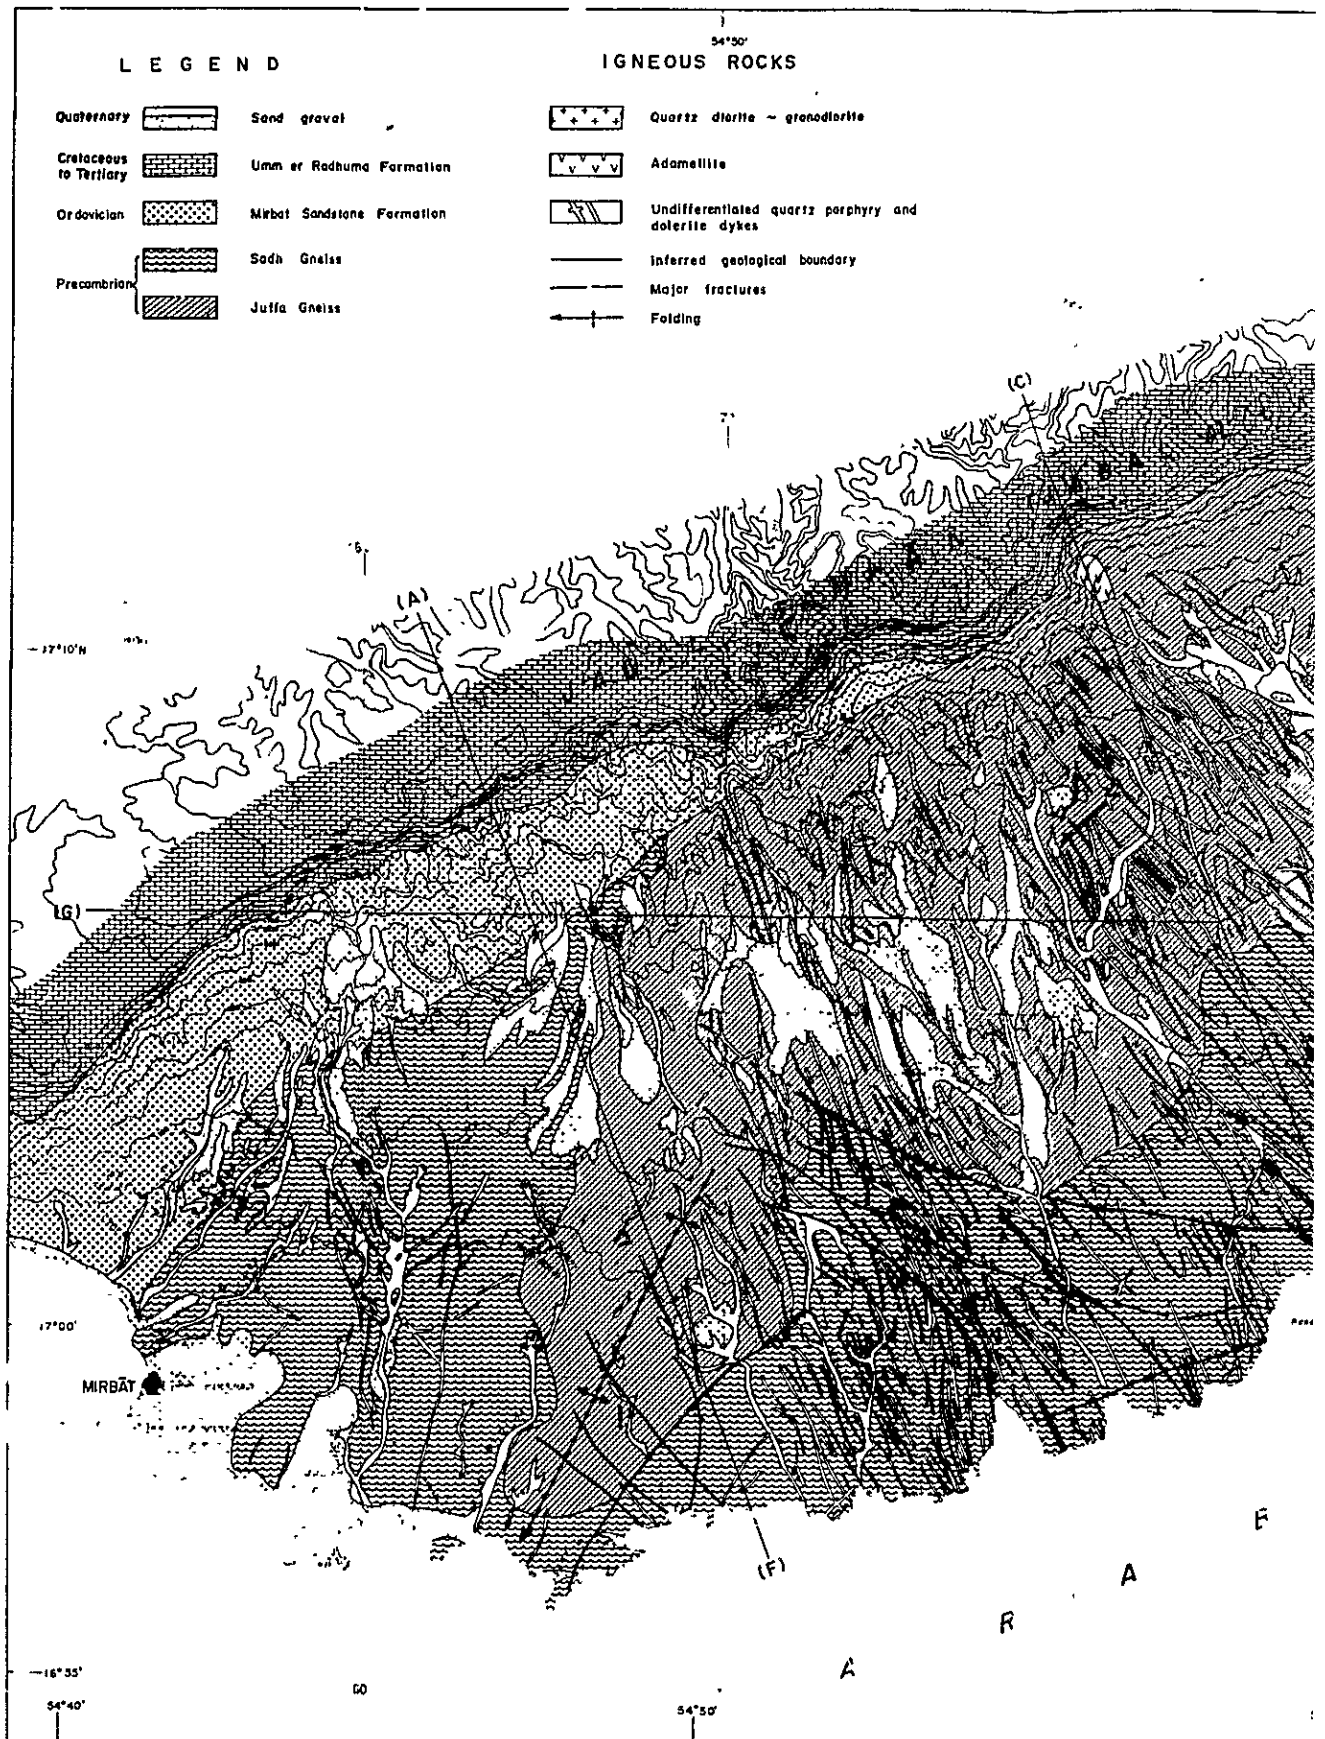 54°50'
L E G E N D
IGNEOUS ROCKS
Quaternary
Sand gravel
Quartz diorite ~ granodiorite
Cretaceous
to Tertiary
Umm er Radhuma Formation
Adamellite
Ordovician
Mirbat Sandstone Formation
Undifferentiated quartz porphyry and
dolerite dykes
Sadh Gneiss
Inferred geological boundary
Precambrian
Major fractures
Juffa Gneiss
Folding
(C)
(A)
17°10'N
J A B
(G)
17°00'
MIRBĀT
(F)
A R A B
16°55'
54°40'
54°50'